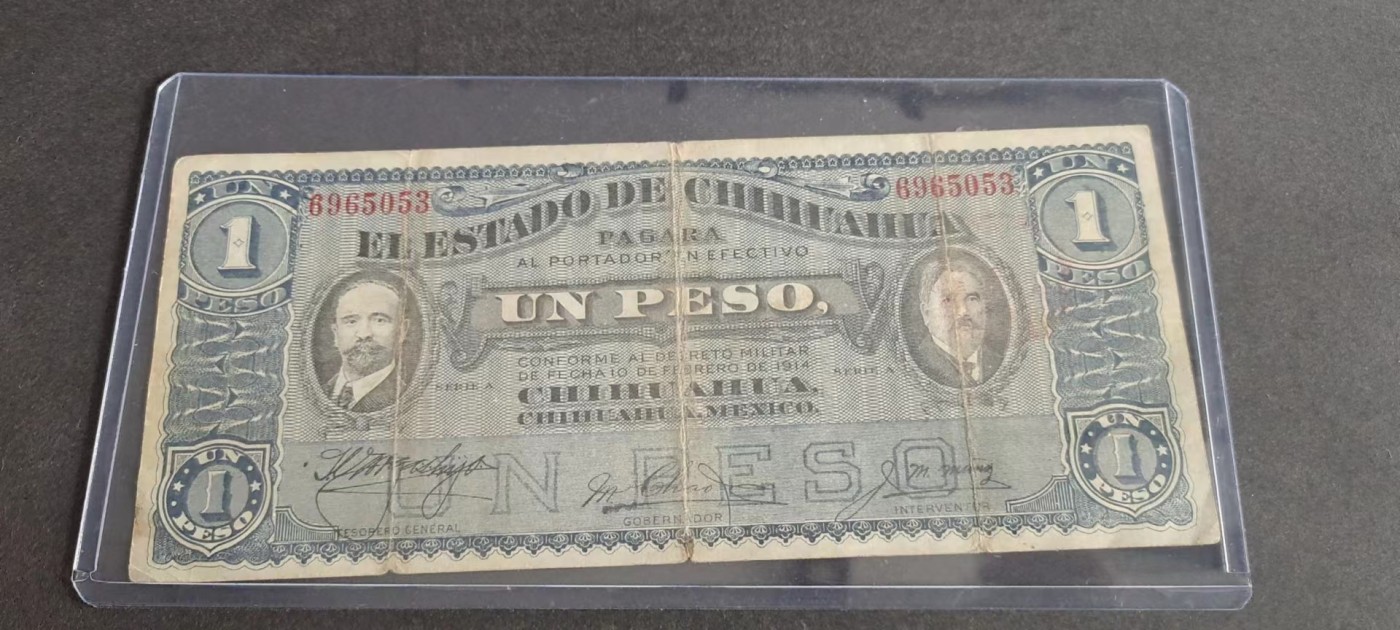 UN
1
PESO
6965053
6965053
UN
1
PESO
EL ESTADO DE CHIHUAHUA
PAGARA
AL PORTADOR EN EFECTIVO
UN PESO,
CONFORME AL DECRETO MILITAR
DE FECHA 10 DE FEBRERO DE 1914
SERIE A
SERIE A
CHIHUAHUA,
CHIHUAHUA, MEXICO.
UN PESO
UN
1
PESO
UN
1
PESO
TESORERO GENERAL
GOBERNADOR
INTERVENTOR